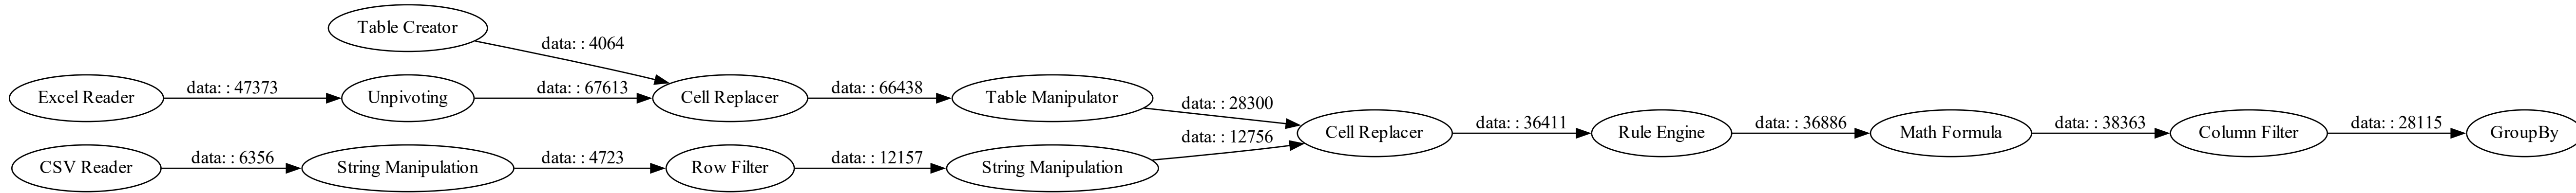 Table Creator
data: : 4064
Excel Reader
data: : 47373
Unpivoting
data: : 67613
Cell Replacer
data: : 66438
Table Manipulator
data: : 28300
CSV Reader
data: : 6356
String Manipulation
data: : 4723
Row Filter
data: : 12157
String Manipulation
data: : 12756
Cell Replacer
data: : 36411
Rule Engine
data: : 36886
Math Formula
data: : 38363
Column Filter
data: : 28115
GroupBy